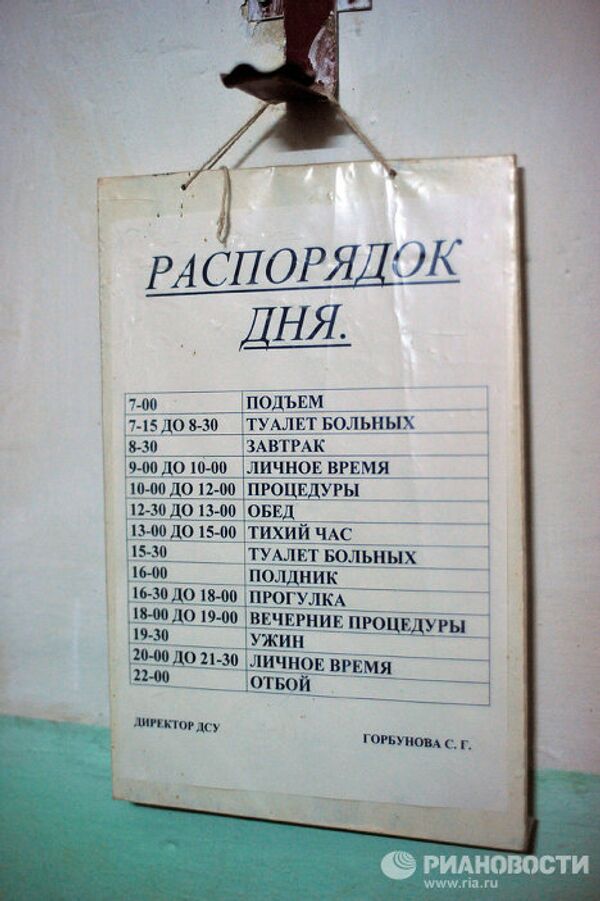 РАСПОРЯДОК
ДНЯ.
7-00 ПОДЪЕМ
7-15 ДО 8-30 ТУАЛЕТ БОЛЬНЫХ
8-30 ЗАВТРАК
9-00 ДО 10-00 ЛИЧНОЕ ВРЕМЯ
10-00 ДО 12-00 ПРОЦЕДУРЫ
12-30 ДО 13-00 ОБЕД
13-00 ДО 15-00 ТИХИЙ ЧАС
15-30 ТУАЛЕТ БОЛЬНЫХ
16-00 ПОЛДНИК
16-30 ДО 18-00 ПРОГУЛКА
18-00 ДО 19-00 ВЕЧЕРНИЕ ПРОЦЕДУРЫ
19-30 УЖИН
20-00 ДО 21-30 ЛИЧНОЕ ВРЕМЯ
22-00 ОТБОЙ
ДИРЕКТОР ДСУ ГОРБУНОВА С. Г.
РИАНОВОСТИ
www.ria.ru